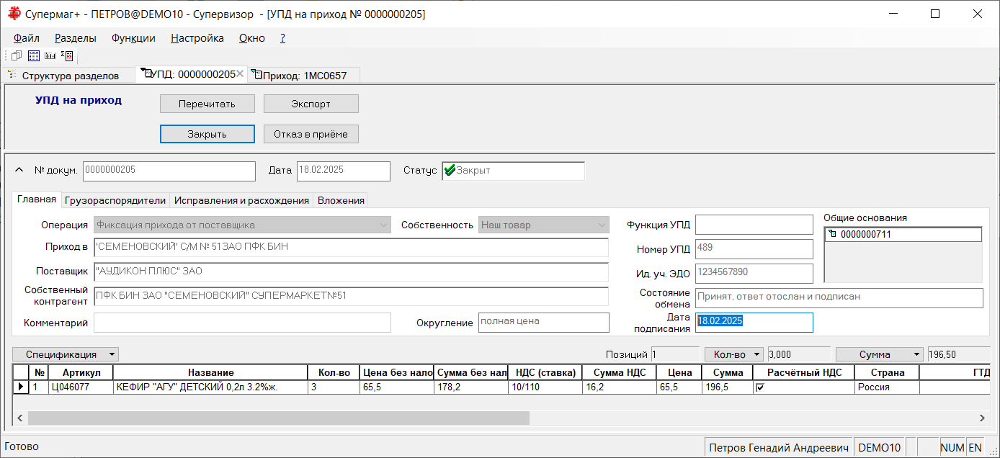 Супермаг+ - ПЕТРОВ@DEMO10 - Супервизор - [УПД на приход № 0000000205]
Файл Разделы Функции Настройка Окно ?
Структура разделов УПД: 0000000205 Приход: 1МС0657
УПД на приход Перечитать Экспорт
Закрыть Отказ в приёме
№ докум. 0000000205 Дата 18.02.2025 Статус Закрыт
Главная Грузораспорядители Исправления и расхождения Вложения
Операция Фиксация прихода от поставщика Собственность Наш товар Функция УПД Общие основания
0000000711
Приход в 'СЕМЕНОВСКИЙ' С/М № 51ЗАО ПФК БИН Номер УПД 489
Поставщик "АУДИКОН ПЛЮС" ЗАО Ид. уч. ЭДО 1234567890
Собственный контрагент ПФК БИН ЗАО "СЕМЕНОВСКИЙ" СУПЕРМАРКЕТ№51 Состояние обмена Принят, ответ отослан и подписан
Комментарий Округление полная цена Дата подписания 18.02.2025
Спецификация Позиций 1 Кол-во 3,000 Сумма 196,50
№ Артикул Название Кол-во Цена без нало Сумма без нал НДС (ставка) Сумма НДС Цена Сумма Расчётный НДС Страна ГТД
1 Ц046077 КЕФИР "АГУ" ДЕТСКИЙ 0,2л 3.2%ж. 3 65,5 178,2 10/110 16,2 65,5 196,5 Россия
Готово Петров Генадий Андреевич DEMO10 NUM EN